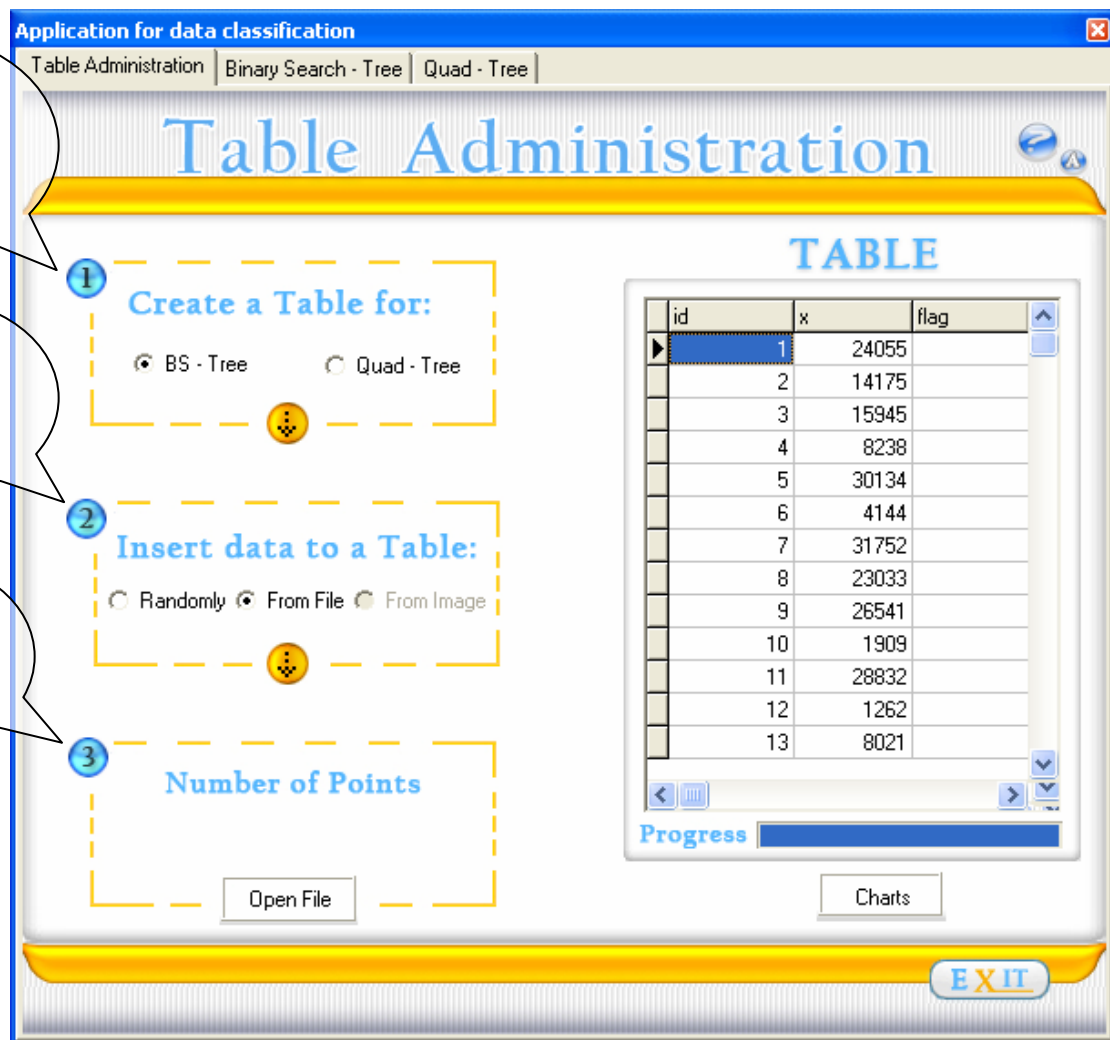 Application for data classification
Table Administration Binary Search - Tree Quad - Tree
Table Administration
?
1
Create a Table for:
BS - Tree Quad - Tree
2
Insert data to a Table:
Randomly From File From Image
3
Number of Points
Open File
TABLE
id x flag
1 24055
2 14175
3 15945
4 8238
5 30134
6 4144
7 31752
8 23033
9 26541
10 1909
11 28832
12 1262
13 8021
Progress
Charts
EXIT